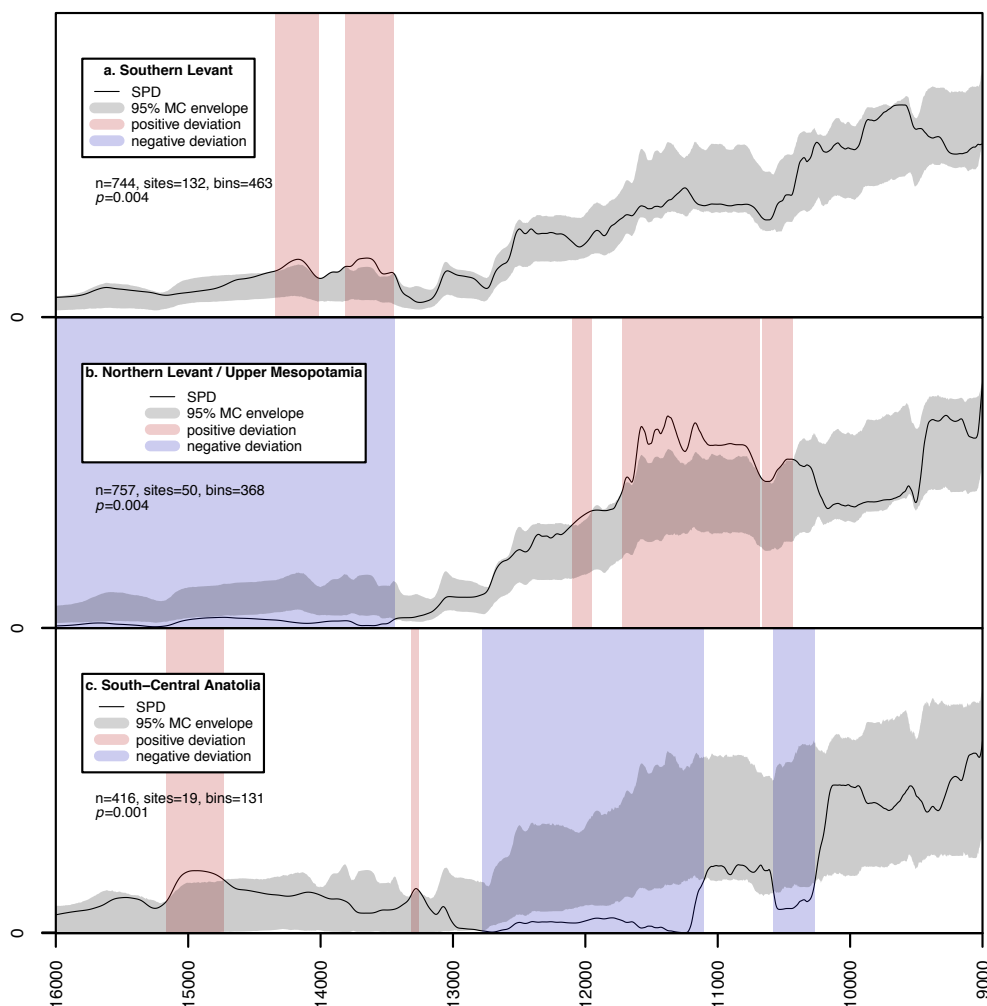 a. Southern Levant
SPD
95% MC envelope
positive deviation
negative deviation
n=744, sites=132, bins=463
p=0.004
0
b. Northern Levant / Upper Mesopotamia
SPD
95% MC envelope
positive deviation
negative deviation
n=757, sites=50, bins=368
p=0.004
0
c. South−Central Anatolia
SPD
95% MC envelope
positive deviation
negative deviation
n=416, sites=19, bins=131
p=0.001
0
16000 15000 14000 13000 12000 11000 10000 9000